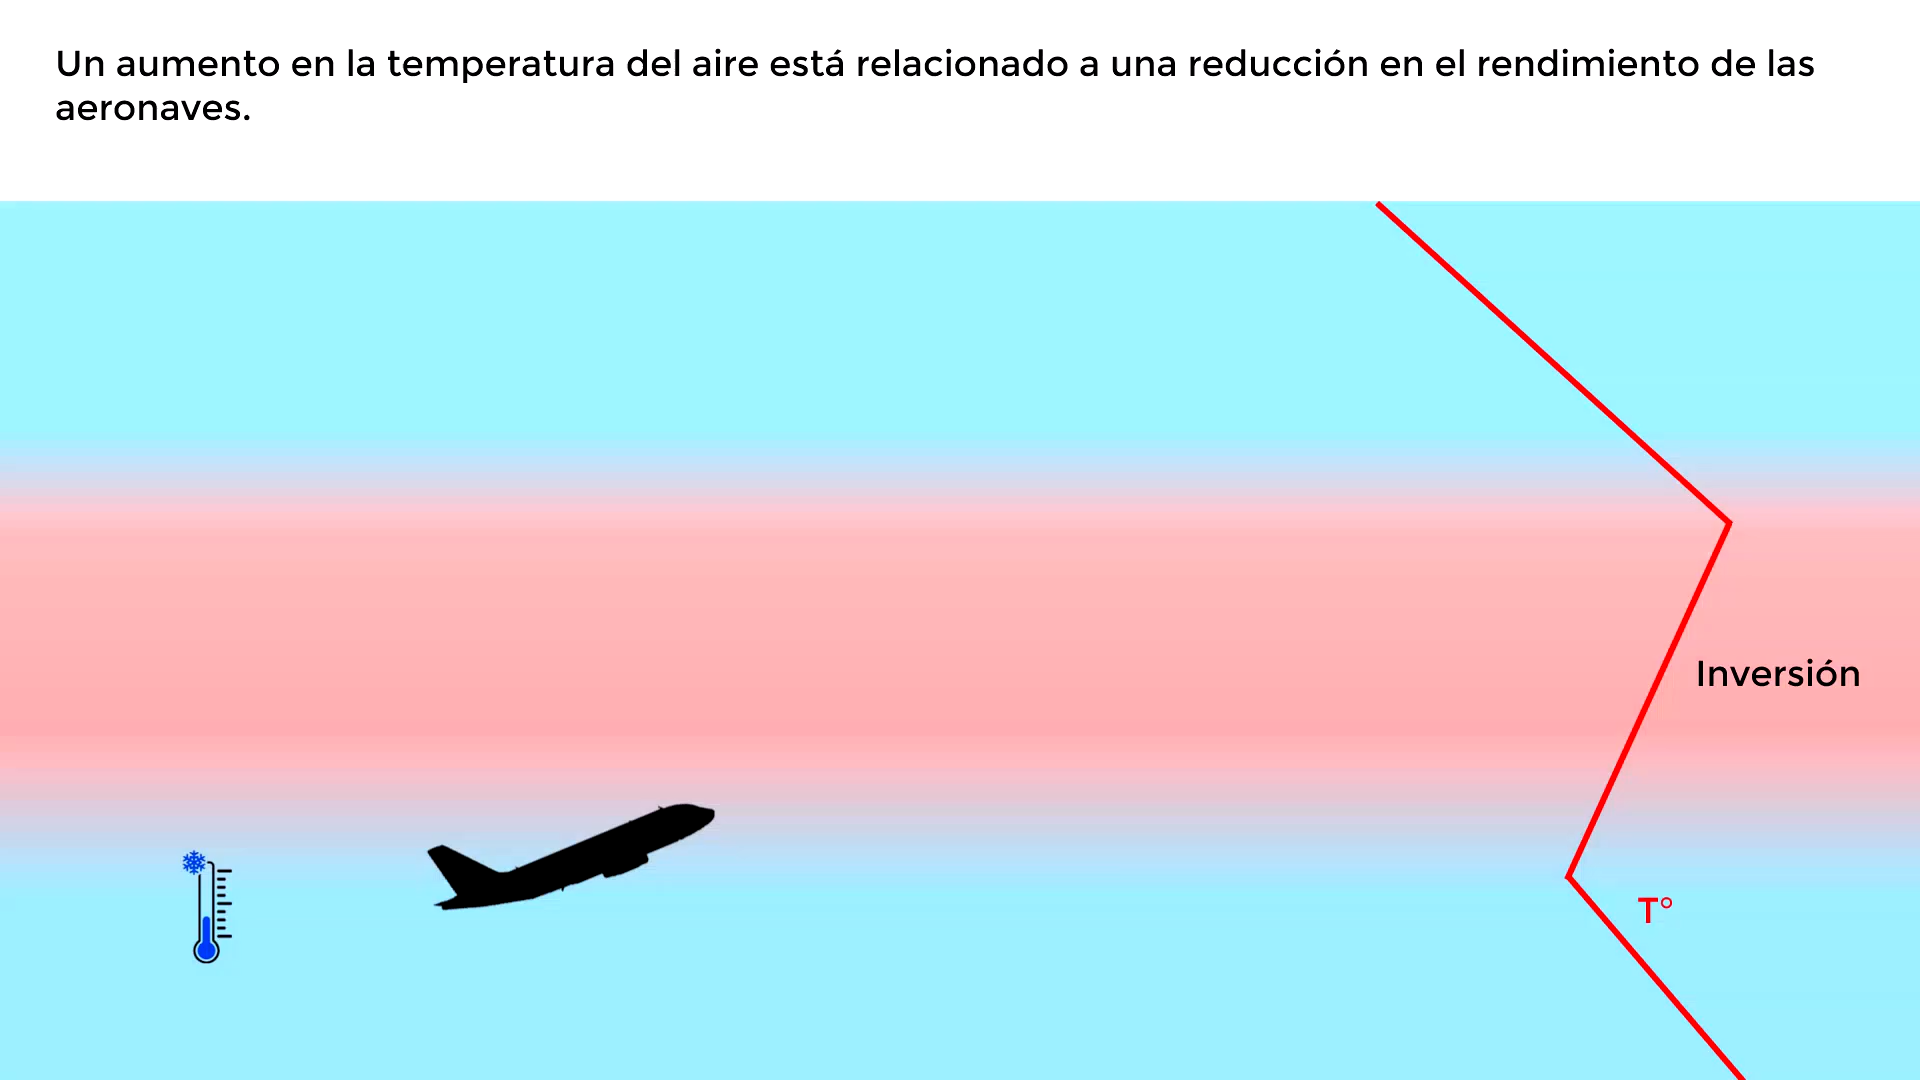 Un aumento en la temperatura del aire está relacionado a una reducción en el rendimiento de las
aeronaves.
Inversión
T°